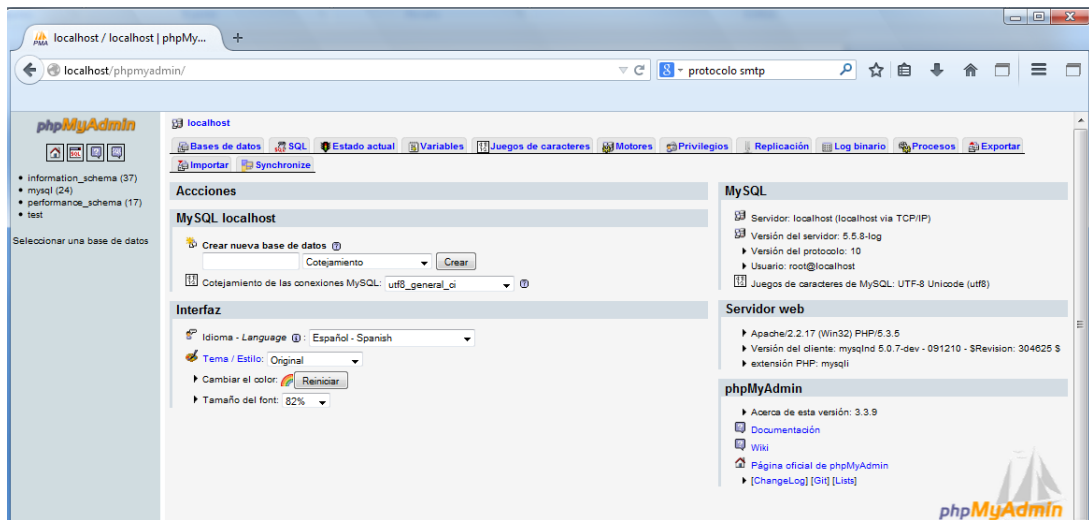 localhost / localhost | phpMy...
localhost/phpmyadmin/
protocolo smtp
phpMyAdmin
localhost
Bases de datos SQL Estado actual Variables Juegos de caracteres Motores Privilegios Replicación Log binario Procesos Exportar
Importar Synchronize
information_schema (37)
mysql (24)
performance_schema (17)
test
Seleccionar una base de datos
Accciones
MySQL localhost
Crear nueva base de datos
Cotejamiento Crear
Cotejamiento de las conexiones MySQL: utf8_general_ci
Interfaz
Idioma - Language : Español - Spanish
Tema / Estilo: Original
Cambiar el color: Reiniciar
Tamaño del font: 82%
MySQL
Servidor: localhost (localhost via TCP/IP)
Versión del servidor: 5.5.8-log
Versión del protocolo: 10
Usuario: root@localhost
Juegos de caracteres de MySQL: UTF-8 Unicode (utf8)
Servidor web
Apache/2.2.17 (Win32) PHP/5.3.5
Versión del cliente: mysqlnd 5.0.7-dev - 091210 - $Revision: 304625 $
extensión PHP: mysqli
phpMyAdmin
Acerca de esta versión: 3.3.9
Documentación
Wiki
Página oficial de phpMyAdmin
[ChangeLog] [Git] [Lists]
phpMyAdmin